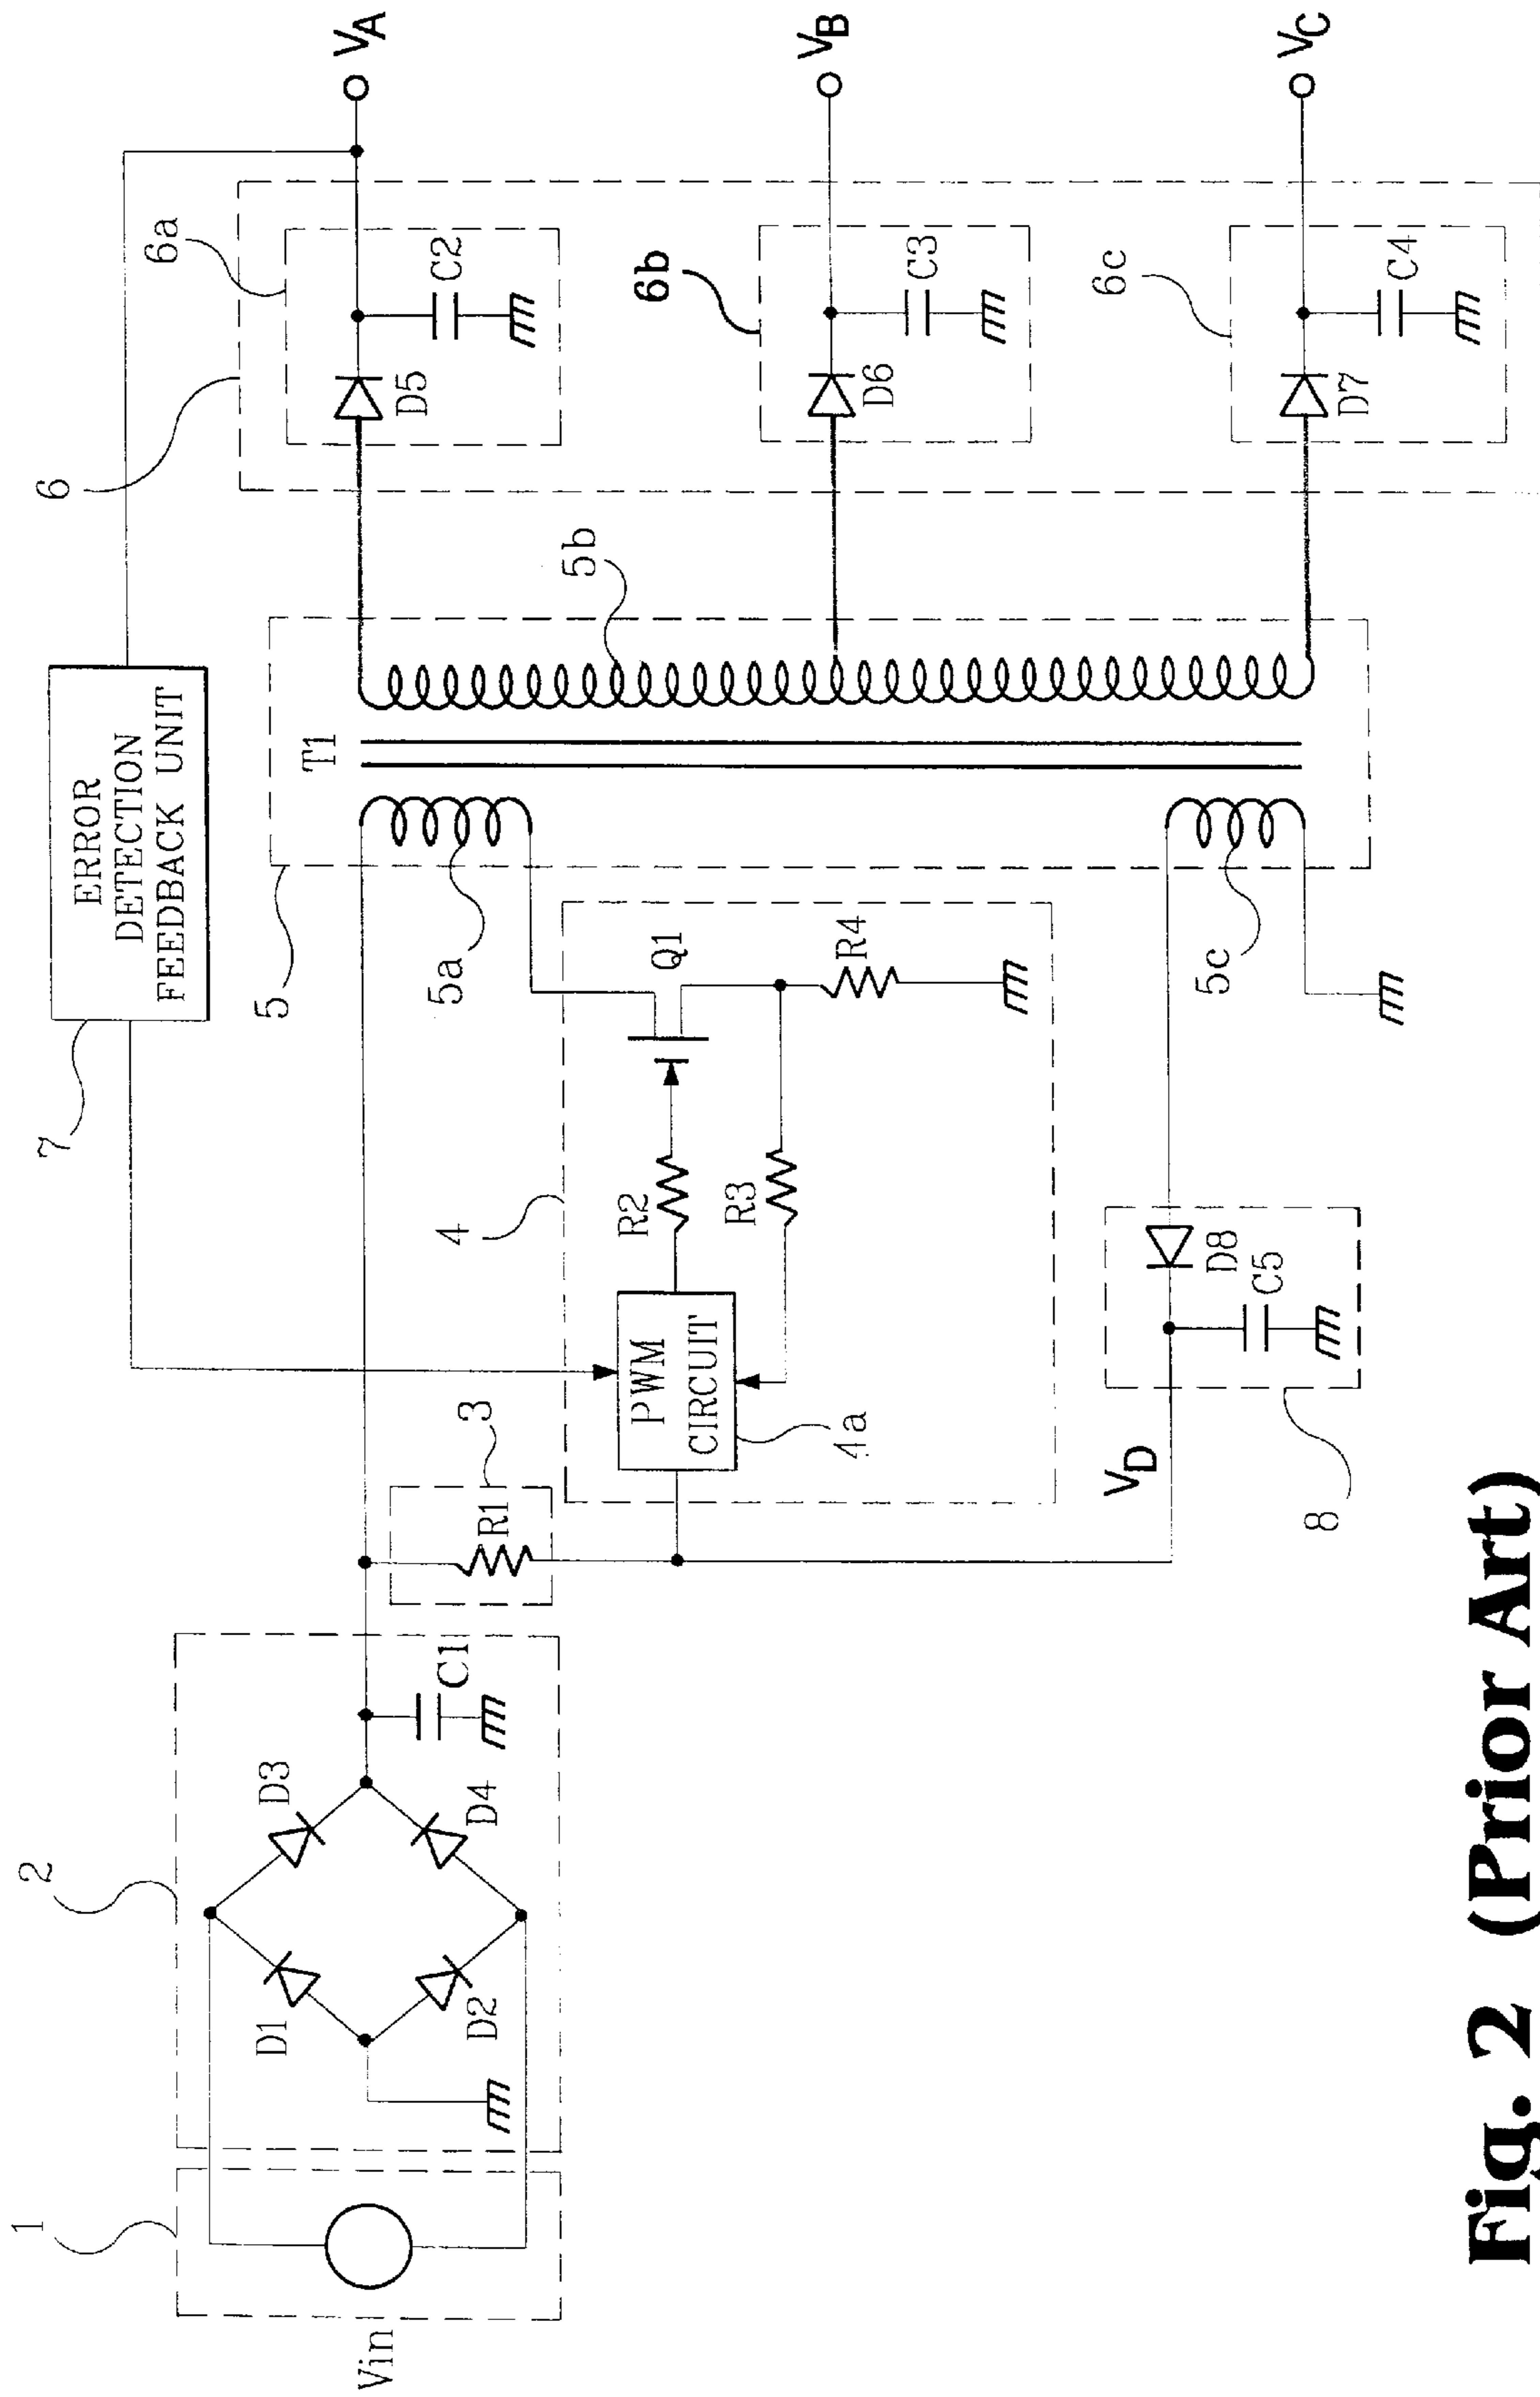 Vin
1
2
D1
D2
D3
D4
C1
3
R1
4
PWM
CIRCUIT
4a
R2
R3
Q1
R4
7
ERROR
DETECTION
FEEDBACK UNIT
5
T1
5a
5b
5c
6
6a
D5
C2
VA
6b
D6
C3
VB
6c
D7
C4
VC
VD
8
D8
C5
Fig. 2 (Prior Art)